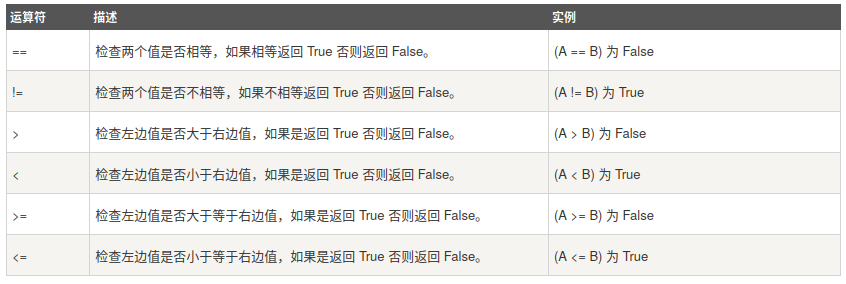 运算符 描述 实例
== 检查两个值是否相等，如果相等返回 True 否则返回 False。 (A == B) 为 False
!= 检查两个值是否不相等，如果不相等返回 True 否则返回 False。 (A != B) 为 True
> 检查左边值是否大于右边值，如果是返回 True 否则返回 False。 (A > B) 为 False
< 检查左边值是否小于右边值，如果是返回 True 否则返回 False。 (A < B) 为 True
>= 检查左边值是否大于等于右边值，如果是返回 True 否则返回 False。 (A >= B) 为 False
<= 检查左边值是否小于等于右边值，如果是返回 True 否则返回 False。 (A <= B) 为 True